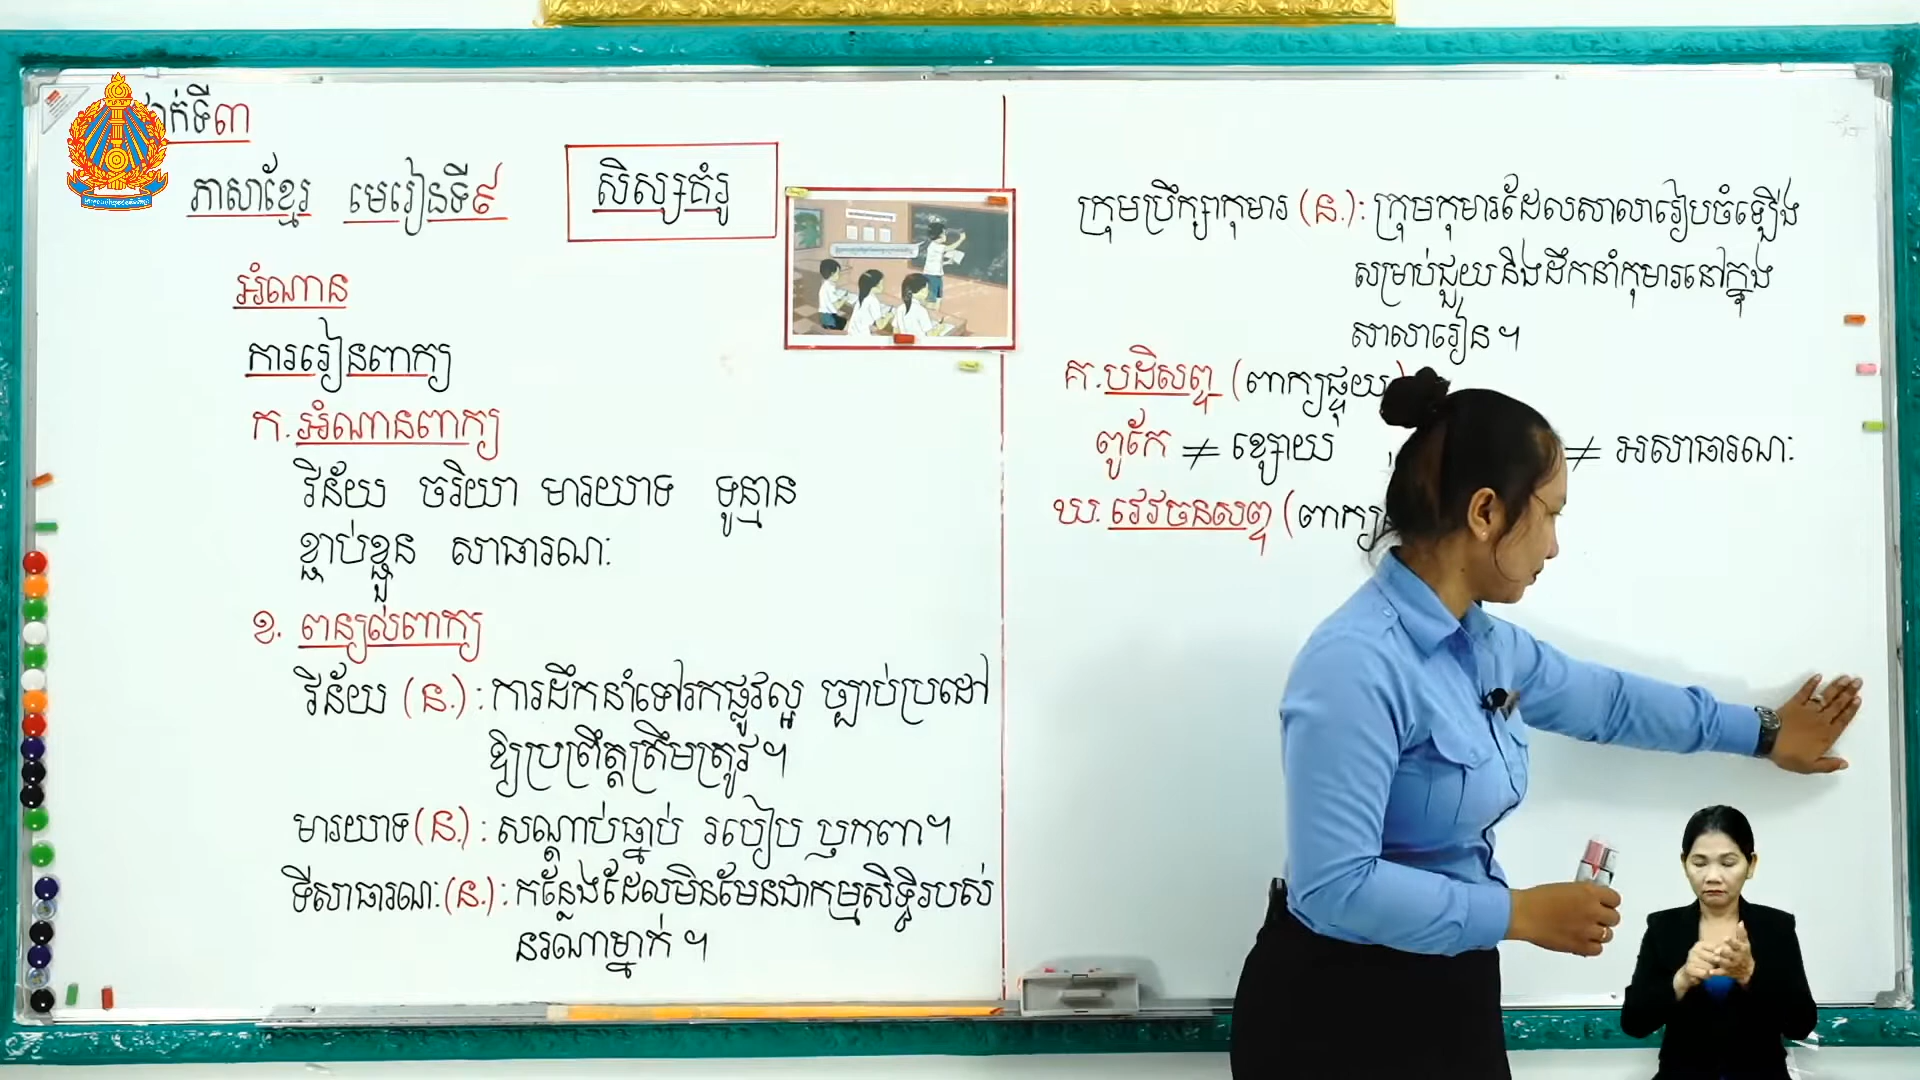 ថ្នាក់ទី៣
ភាសាខ្មែរ មេរៀនទី៩
សិស្សគំរូ
អំណាន
ការរៀនពាក្យ
ក. អំណានពាក្យ
វិន័យ ចរិយា មារយាទ ទូន្មាន
ខ្ជាប់ខ្ជួន សាធារណៈ
ខ. ពន្យល់ពាក្យ
វិន័យ (ន.) : ការដឹកនាំទៅរកផ្លូវល្អ ច្បាប់ប្រដៅ
ឱ្យប្រព្រឹត្តត្រឹមត្រូវ។
មារយាទ (ន.) : សណ្ដាប់ធ្នាប់ របៀប ឫកពា។
ទីសាធារណៈ (ន.) : កន្លែងដែលមិនមែនជាកម្មសិទ្ធិរបស់
នរណាម្នាក់ ។
ក្រុមប្រឹក្សាកុមារ (ន.) : ក្រុមកុមារដែលសាលារៀបចំឡើង
សម្រាប់ជួយនិងដឹកនាំកុមារនៅក្នុង
សាលារៀន ។
គ. បដិសព្ទ (ពាក្យផ្ទុយ)
ពូកែ ≠ ខ្សោយ , ≠ អសាធារណៈ
ឃ. វេវចនសព្ទ (ពាក្យ